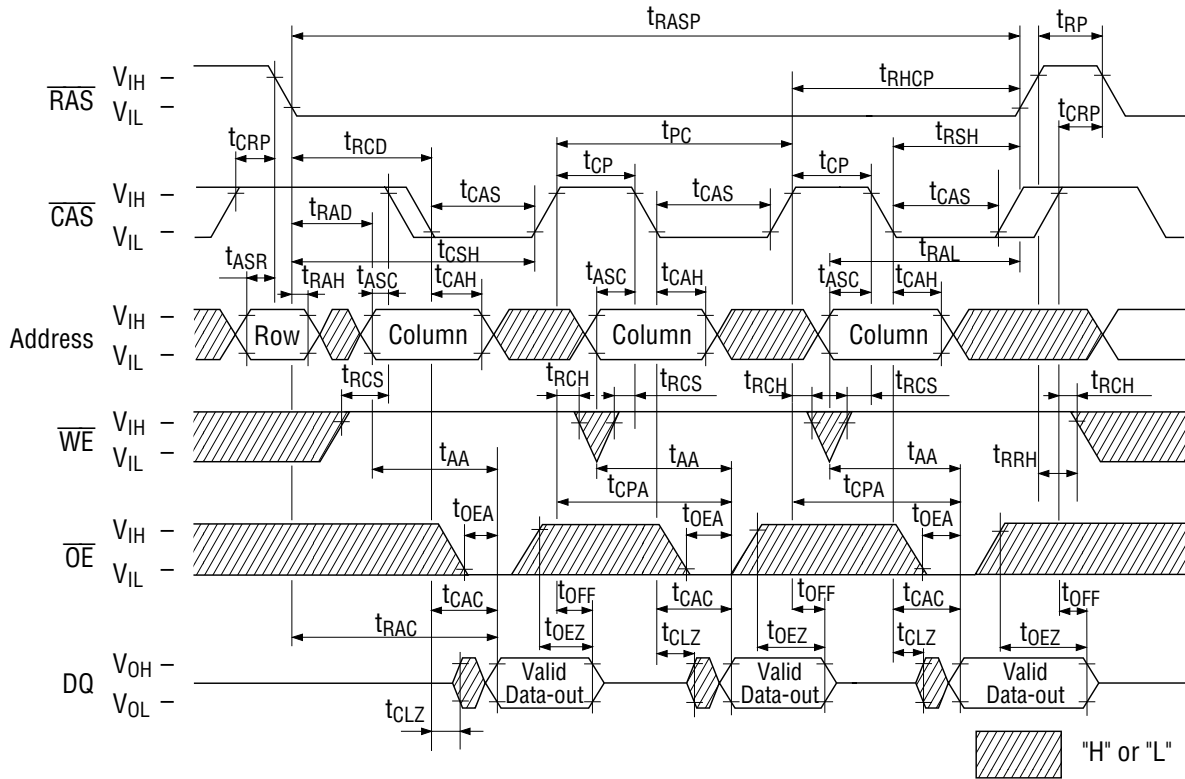 tRASP tRP
RAS VIH VIL tRHCP
tCRP tRCD tPC tRSH tCRP
tCP tCP
CAS VIH VIL tCAS tCAS tCAS
tRAD tCSH tRAL
tASR tRAH tASC tCAH tASC tCAH tASC tCAH
Address VIH VIL Row Column Column Column
tRCS tRCH tRCS tRCH tRCS tRCH
WE VIH VIL
tAA tAA tAA tRRH
tCPA tCPA
OE VIH VIL tOEA tOEA tOEA
tCAC tOFF tCAC tOFF tCAC tOFF
tRAC tOEZ tCLZ tOEZ tCLZ tOEZ
DQ VOH VOL
Valid Data-out
Valid Data-out
Valid Data-out
tCLZ
"H" or "L"